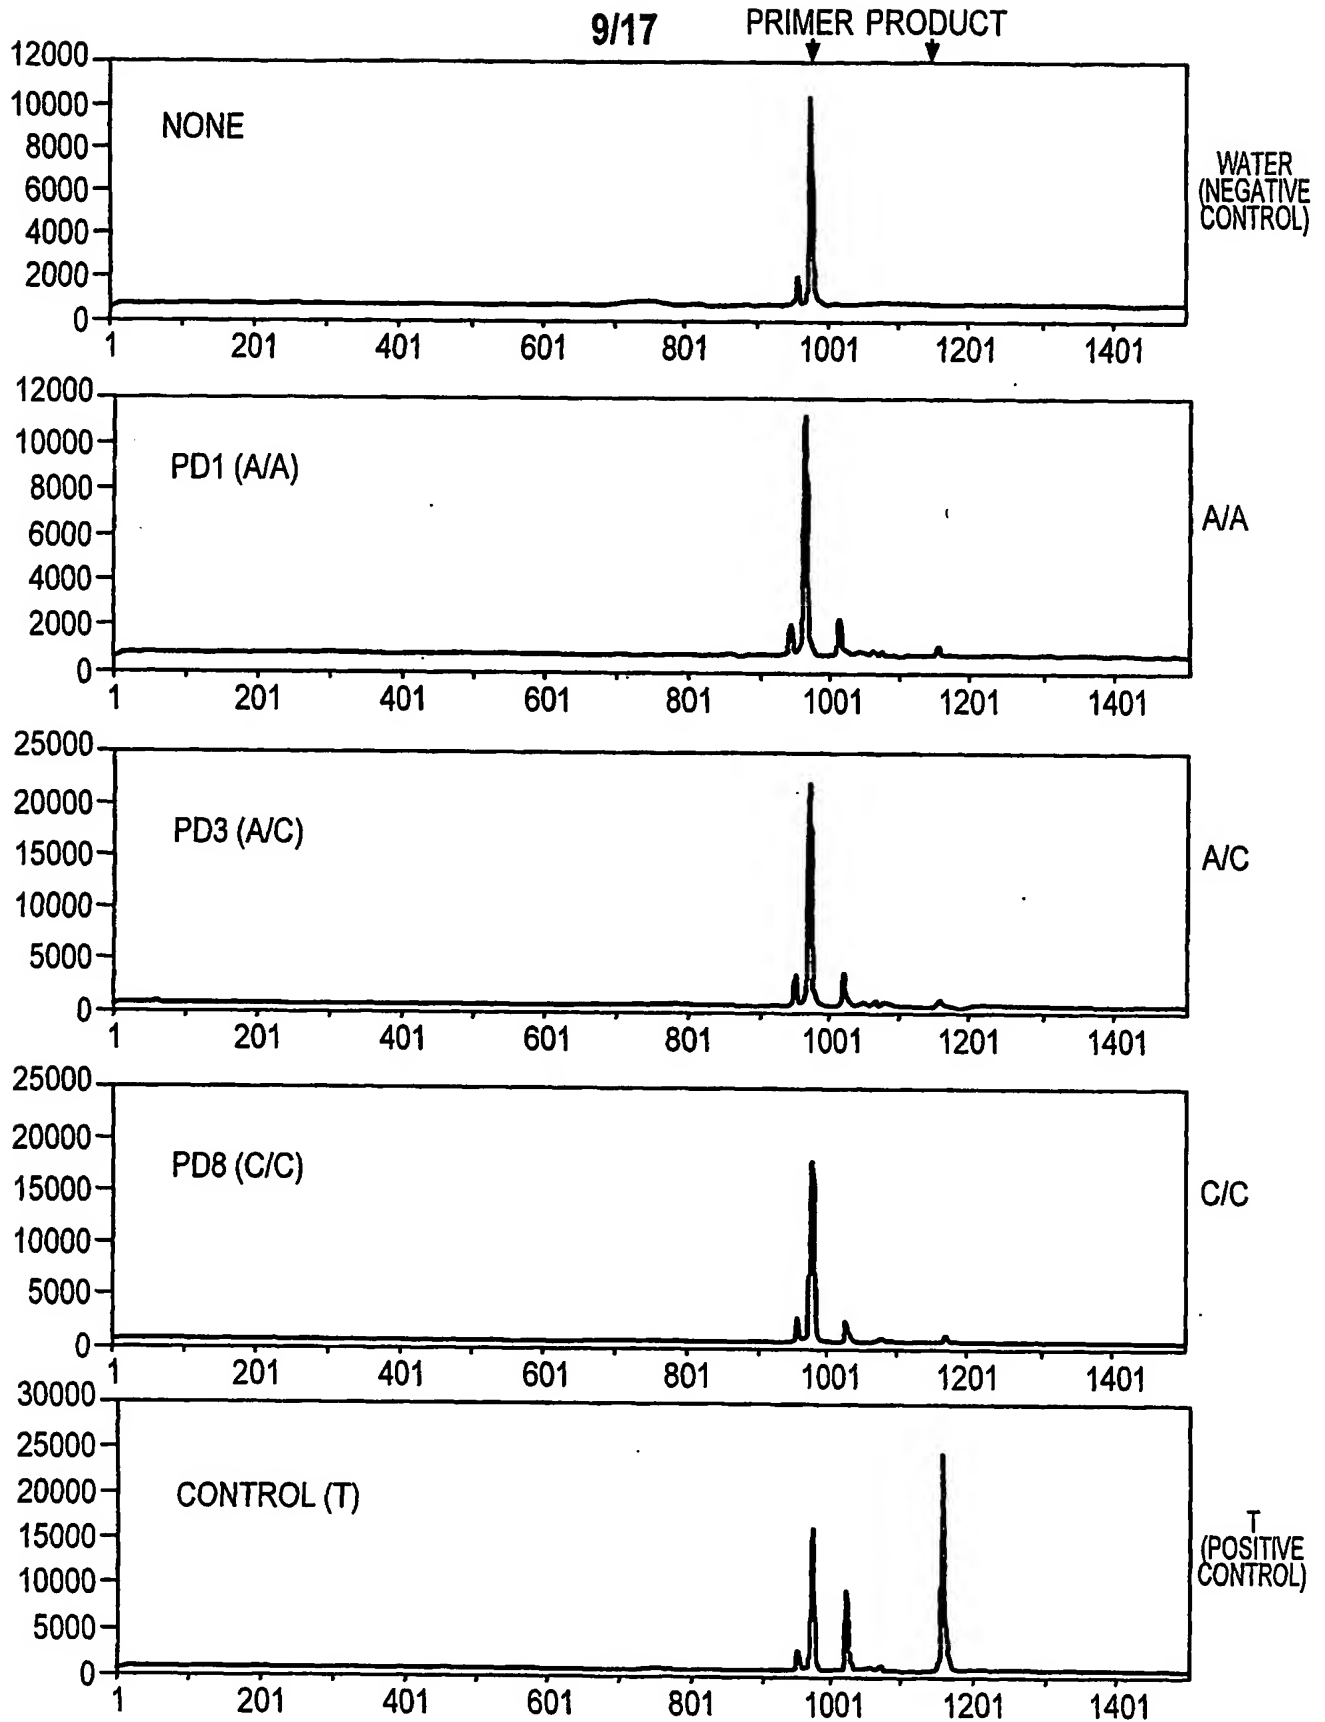 9/17
PRIMER PRODUCT
12000
10000
8000
6000
4000
2000
0
NONE
WATER
(NEGATIVE
CONTROL)
1 201 401 601 801 1001 1201 1401
12000
10000
8000
6000
4000
2000
0
PD1 (A/A)
A/A
1 201 401 601 801 1001 1201 1401
25000
20000
15000
10000
5000
0
PD3 (A/C)
A/C
1 201 401 601 801 1001 1201 1401
25000
20000
15000
10000
5000
0
PD8 (C/C)
C/C
1 201 401 601 801 1001 1201 1401
30000
25000
20000
15000
10000
5000
0
CONTROL (T)
T
(POSITIVE
CONTROL)
1 201 401 601 801 1001 1201 1401